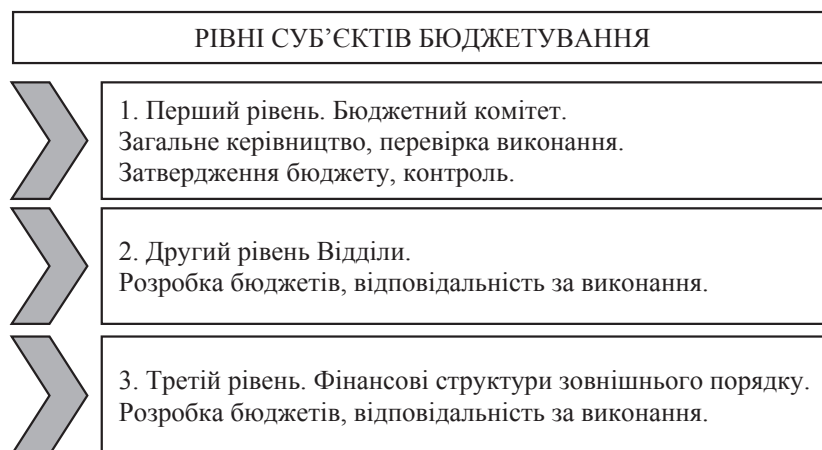 РІВНІ СУБ’ЄКТІВ БЮДЖЕТУВАННЯ
1. Перший рівень. Бюджетний комітет.
Загальне керівництво, перевірка виконання.
Затвердження бюджету, контроль.
2. Другий рівень Відділи.
Розробка бюджетів, відповідальність за виконання.
3. Третій рівень. Фінансові структури зовнішнього порядку.
Розробка бюджетів, відповідальність за виконання.